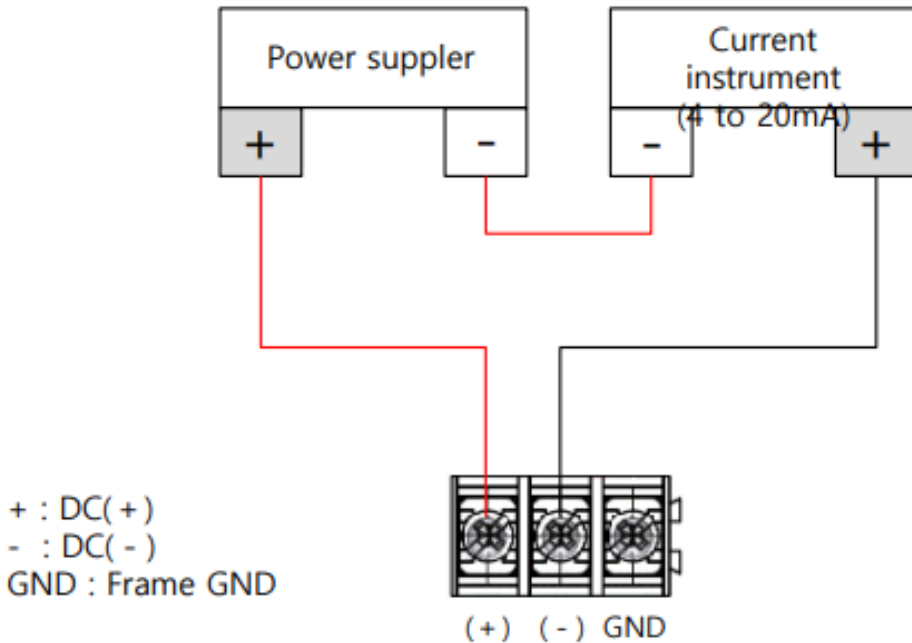 Power suppler
Current
instrument
(4 to 20mA)
+
-
-
+
+ : DC(+)
- : DC(-)
GND : Frame GND
(+) (-) GND